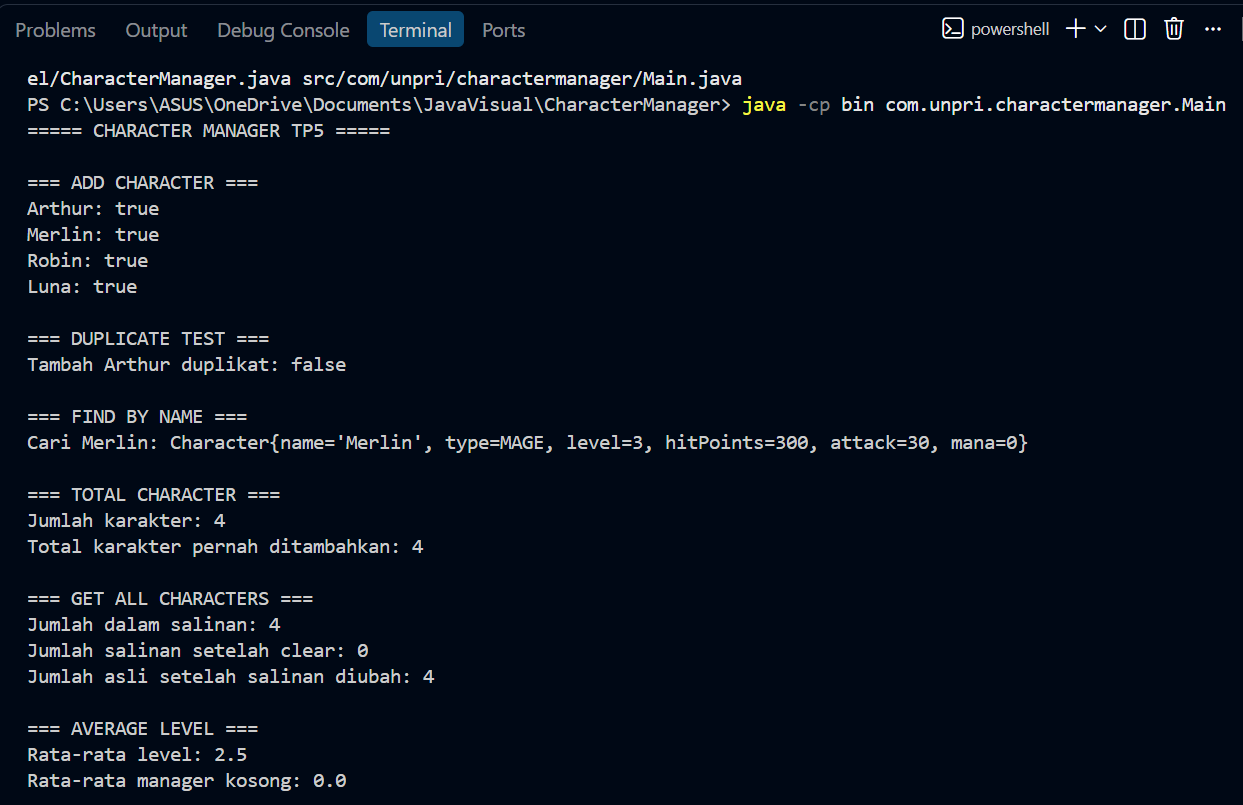 Problems Output Debug Console Terminal Ports powershell
el/CharacterManager.java src/com/unpri/charactermanager/Main.java
PS C:\Users\ASUS\OneDrive\Documents\JavaVisual\CharacterManager> java -cp bin com.unpri.charactermanager.Main
===== CHARACTER MANAGER TP5 =====
=== ADD CHARACTER ===
Arthur: true
Merlin: true
Robin: true
Luna: true
=== DUPLICATE TEST ===
Tambah Arthur duplikat: false
=== FIND BY NAME ===
Cari Merlin: Character{name='Merlin', type=MAGE, level=3, hitPoints=300, attack=30, mana=0}
=== TOTAL CHARACTER ===
Jumlah karakter: 4
Total karakter pernah ditambahkan: 4
=== GET ALL CHARACTERS ===
Jumlah dalam salinan: 4
Jumlah salinan setelah clear: 0
Jumlah asli setelah salinan diubah: 4
=== AVERAGE LEVEL ===
Rata-rata level: 2.5
Rata-rata manager kosong: 0.0